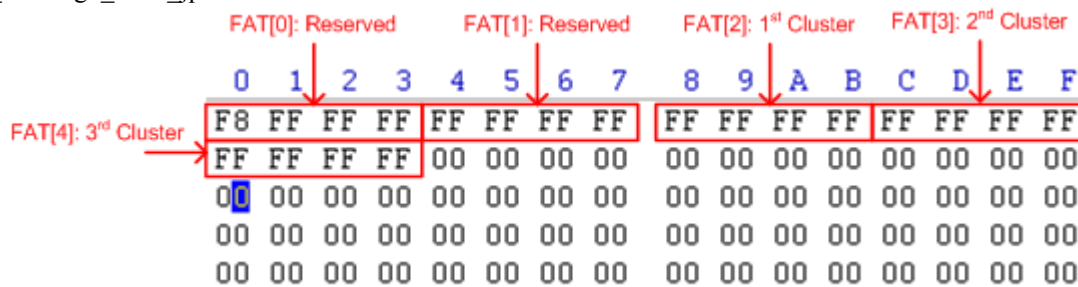 FAT[0]: Reserved FAT[1]: Reserved FAT[2]: 1st Cluster FAT[3]: 2nd Cluster
0 1 2 3 4 5 6 7 8 9 A B C D E F
F8 FF FF FF FF FF FF FF FF FF FF FF FF FF FF FF
FAT[4]: 3rd Cluster
FF FF FF FF 00 00 00 00 00 00 00 00 00 00 00 00
00 00 00 00 00 00 00 00 00 00 00 00 00 00 00 00
00 00 00 00 00 00 00 00 00 00 00 00 00 00 00 00
00 00 00 00 00 00 00 00 00 00 00 00 00 00 00 00